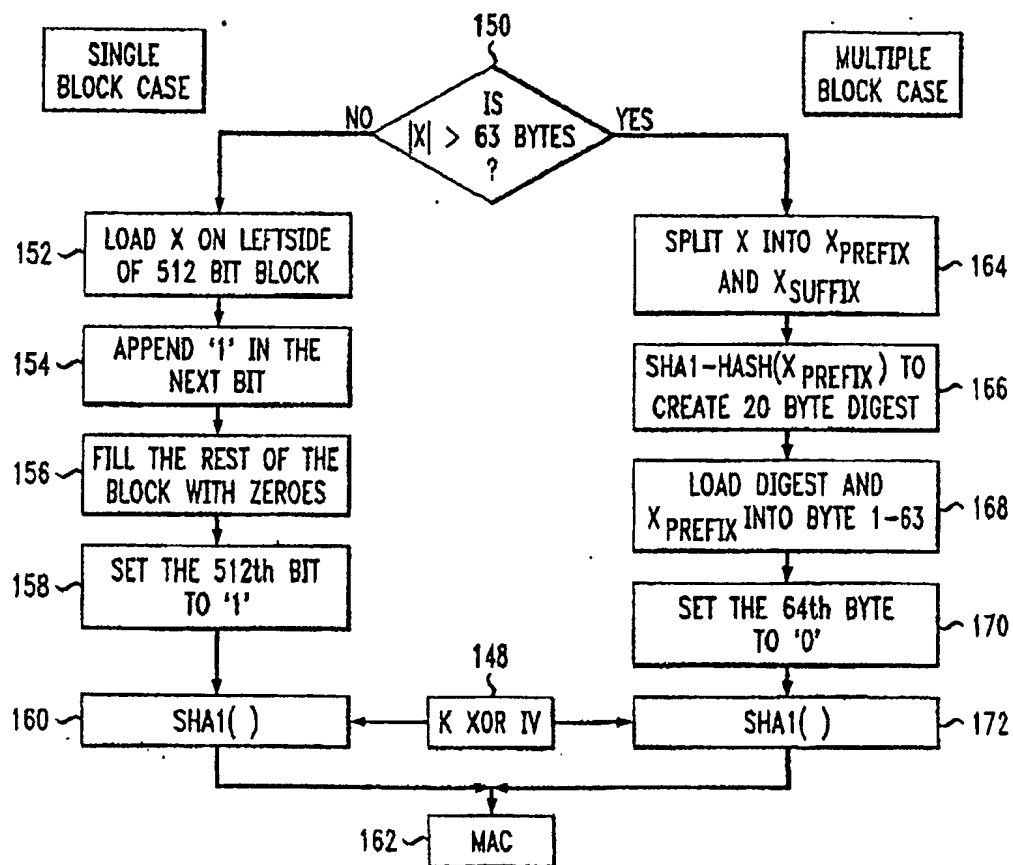 150
SINGLE
BLOCK CASE
MULTIPLE
BLOCK CASE
IS
|X| > 63 BYTES
?
NO
YES
152
LOAD X ON LEFTSIDE
OF 512 BIT BLOCK
154
APPEND '1' IN THE
NEXT BIT
156
FILL THE REST OF THE
BLOCK WITH ZEROES
158
SET THE 512th BIT
TO '1'
160
SHA1( )
148
K XOR IV
SPLIT X INTO XPREFIX
AND XSUFFIX
164
SHA1-HASH(XPREFIX) TO
CREATE 20 BYTE DIGEST
166
LOAD DIGEST AND
XPREFIX INTO BYTE 1-63
168
SET THE 64th BYTE
TO '0'
170
SHA1( )
172
162
MAC